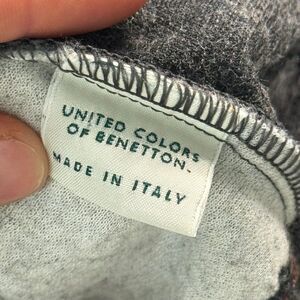 UNITED COLORS
OF BENETTON.
MADE IN ITALY